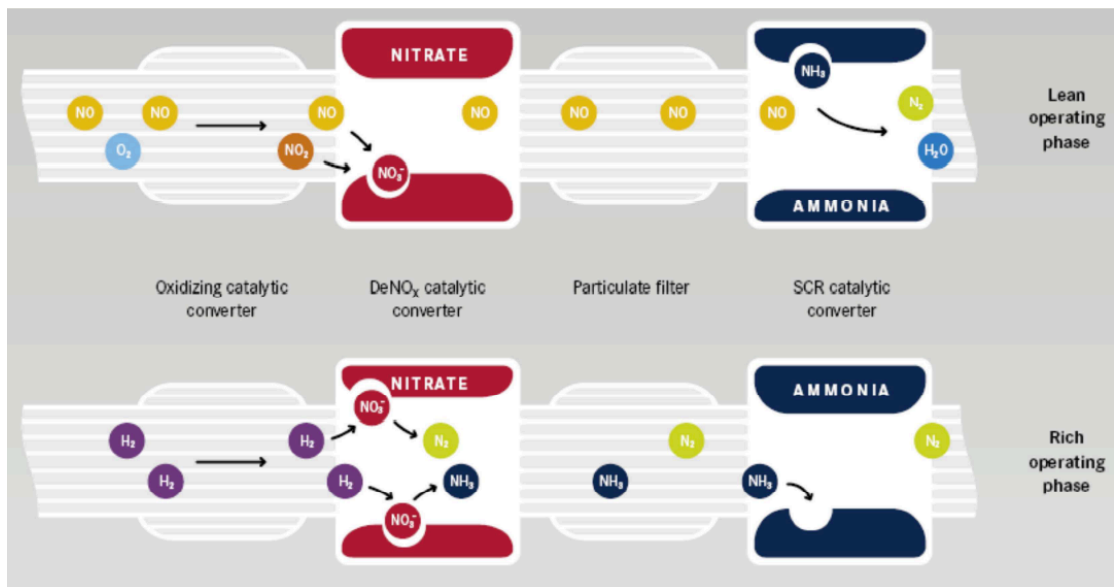 NITRATE
NH₃
NO NO NO NO NO NO NO N₂
Lean
operating
phase
O₂ NO₂ H₂O
NO₃⁻
AMMONIA
Oxidizing catalytic
converter
DeNOₓ catalytic
converter
Particulate filter
SCR catalytic
converter
NITRATE
AMMONIA
NO₃⁻
H₂ H₂ N₂ N₂ N₂
Rich
operating
phase
H₂ H₂ NH₃ NH₃ NH₃
NO₃⁻